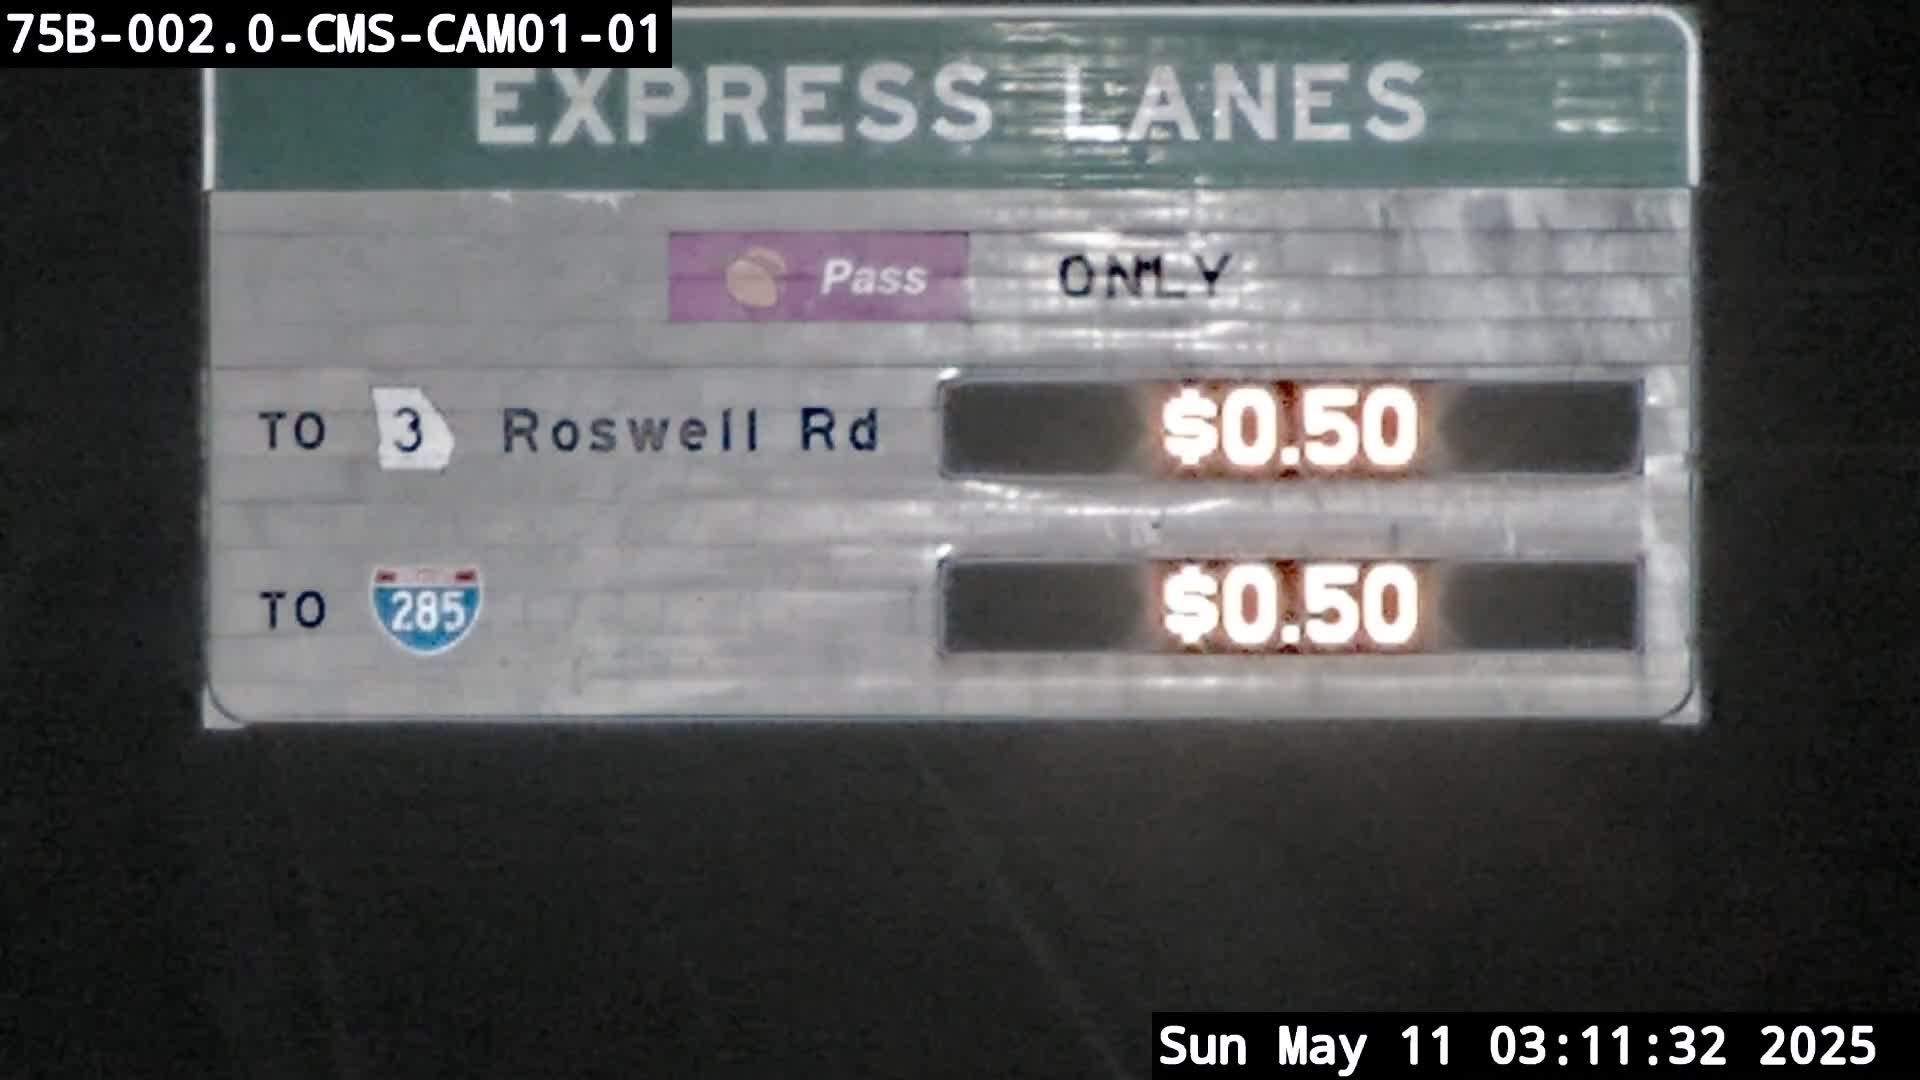 75B-002.0-CMS-CAM01-01
EXPRESS LANES
Pass ONLY
TO 3 Roswell Rd $0.50
TO 285 $0.50
Sun May 11 03:11:32 2025